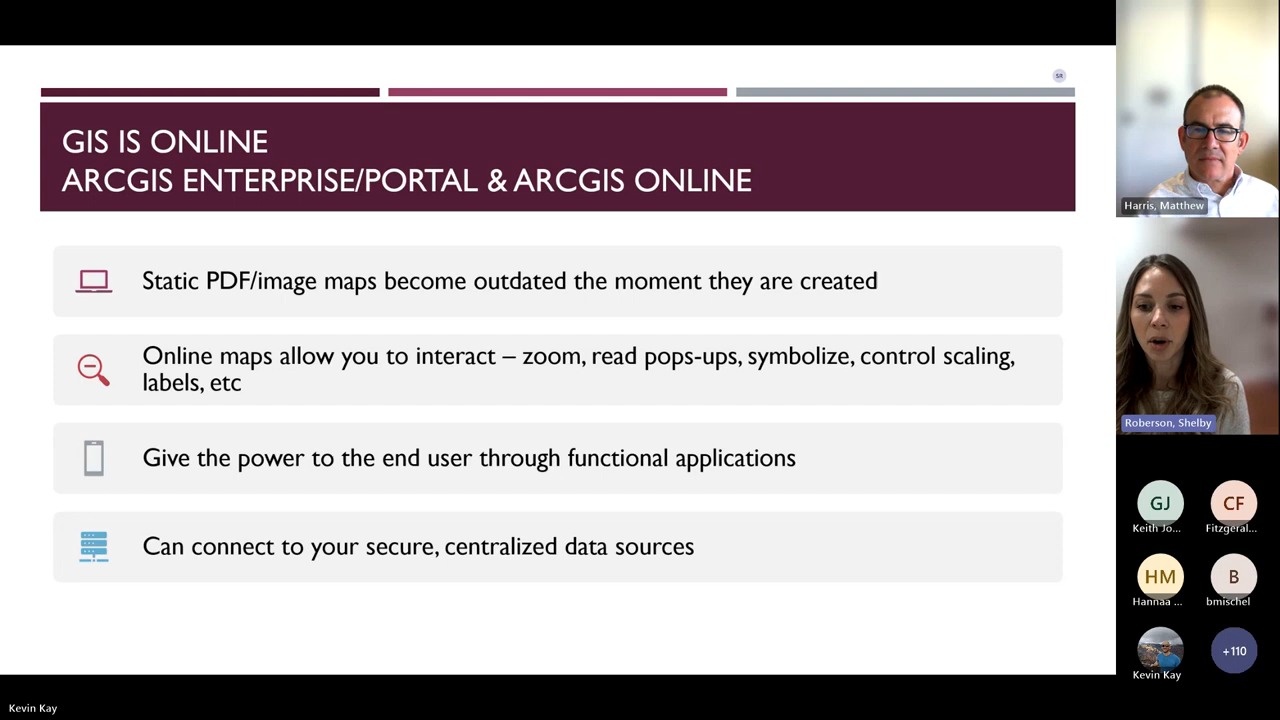 SR
GIS IS ONLINE
ARCGIS ENTERPRISE/PORTAL & ARCGIS ONLINE
Static PDF/image maps become outdated the moment they are created
Online maps allow you to interact – zoom, read pops-ups, symbolize, control scaling,
labels, etc
Give the power to the end user through functional applications
Can connect to your secure, centralized data sources
Harris, Matthew
Roberson, Shelby
GJ
Keith Jo...
CF
Fitzgeral...
HM
Hannaa ...
B
bmischel
Kevin Kay
+110
Kevin Kay